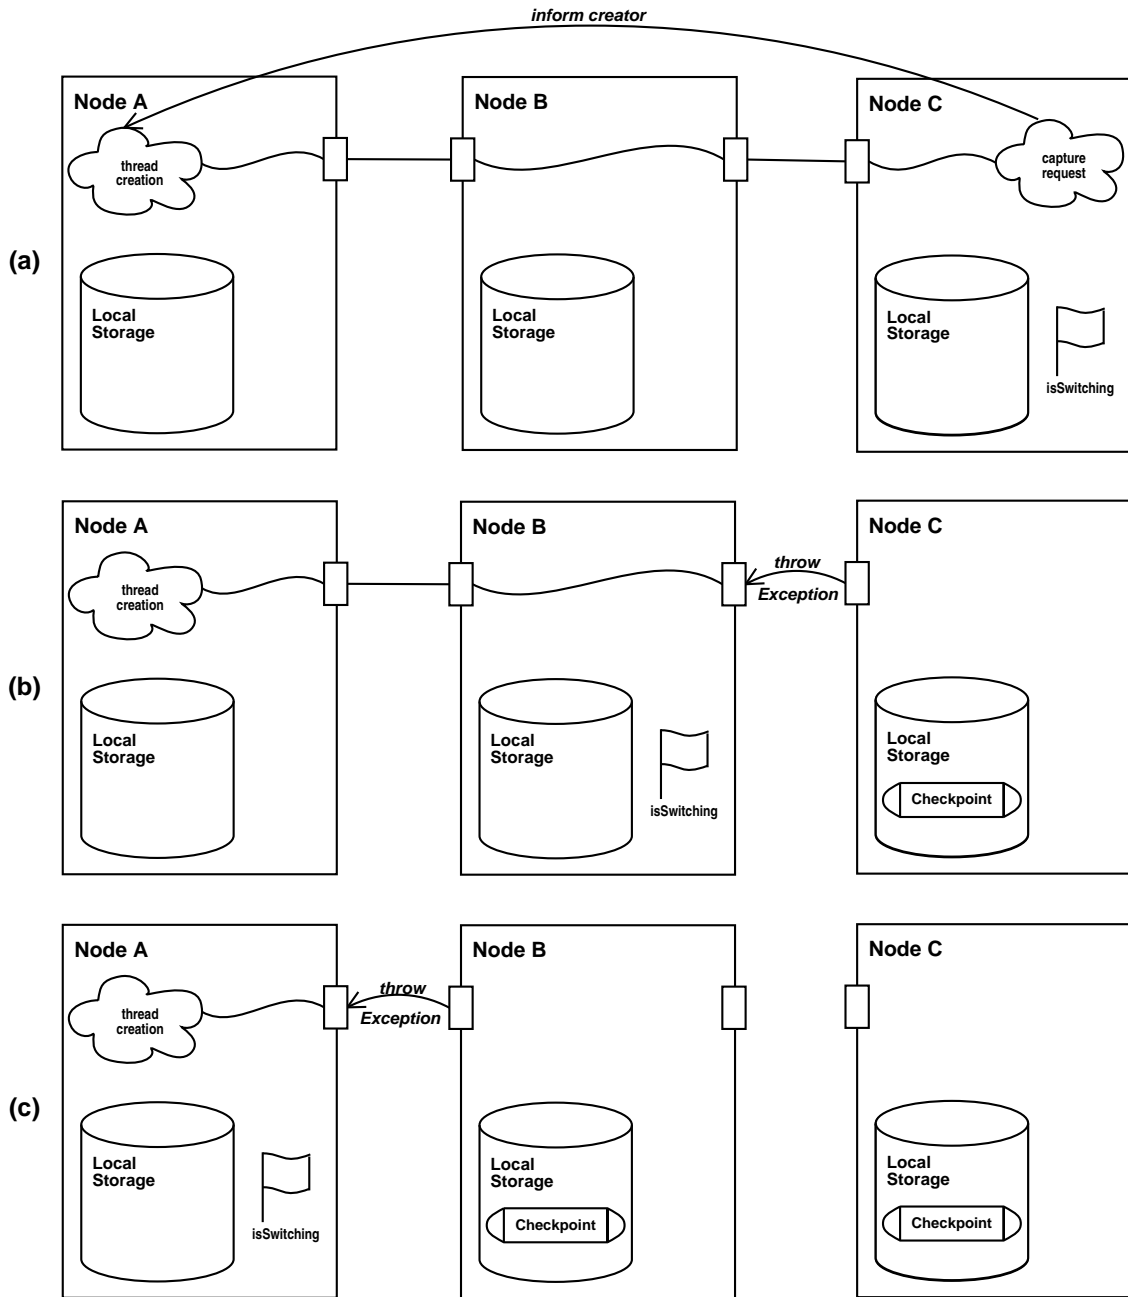 inform creator
Node A
Node B
Node C
thread
creation
capture
request
(a)
Local
Storage
Local
Storage
Local
Storage
isSwitching
Node A
Node B
Node C
thread
creation
throw
Exception
(b)
Local
Storage
Local
Storage
isSwitching
Local
Storage
Checkpoint
Node A
Node B
Node C
thread
creation
throw
Exception
(c)
Local
Storage
isSwitching
Local
Storage
Checkpoint
Local
Storage
Checkpoint